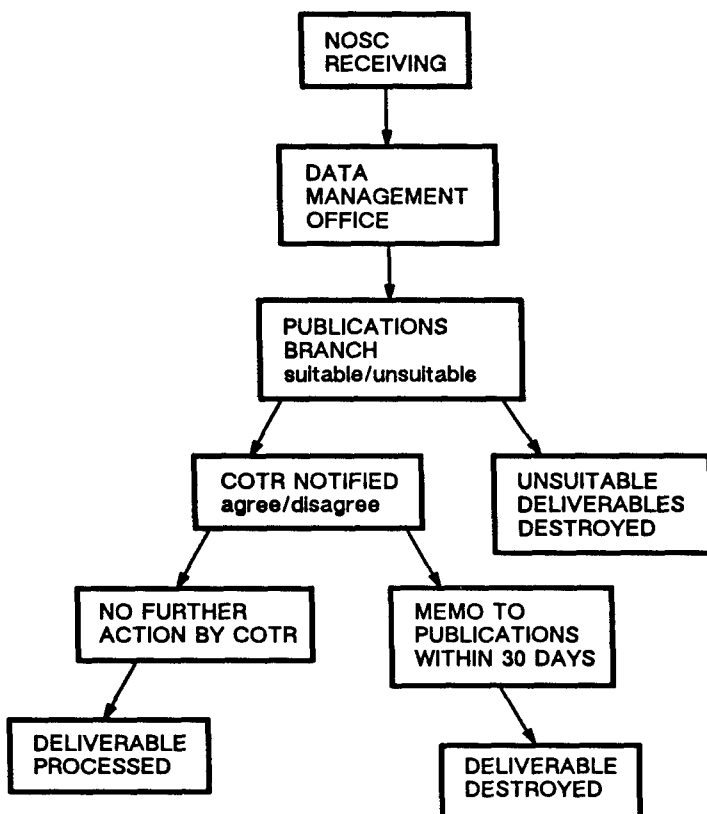 NOSC
RECEIVING
DATA
MANAGEMENT
OFFICE
PUBLICATIONS
BRANCH
suitable/unsuitable
COTR NOTIFIED
agree/disagree
UNSUITABLE
DELIVERABLES
DESTROYED
NO FURTHER
ACTION BY COTR
MEMO TO
PUBLICATIONS
WITHIN 30 DAYS
DELIVERABLE
PROCESSED
DELIVERABLE
DESTROYED